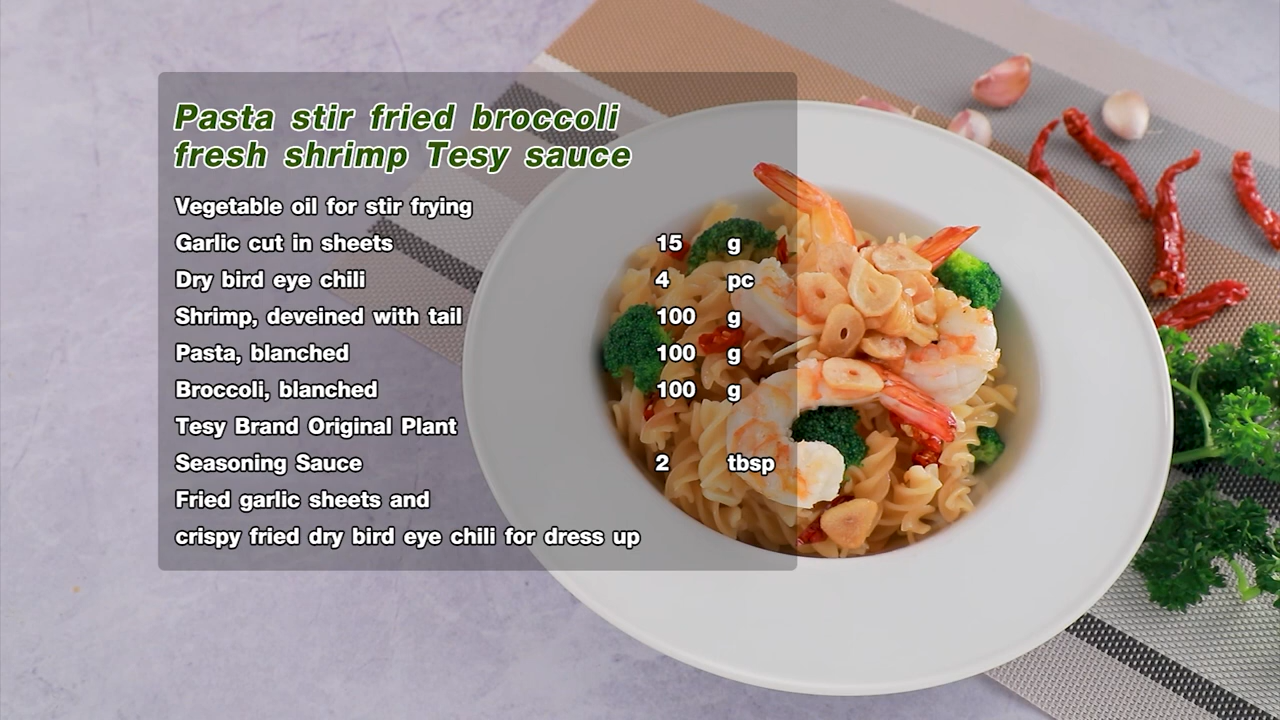 Pasta stir fried broccoli
fresh shrimp Tesy sauce
Vegetable oil for stir frying
Garlic cut in sheets 15 g
Dry bird eye chili 4 pc
Shrimp, deveined with tail 100 g
Pasta, blanched 100 g
Broccoli, blanched 100 g
Tesy Brand Original Plant
Seasoning Sauce 2 tbsp
Fried garlic sheets and
crispy fried dry bird eye chili for dress up